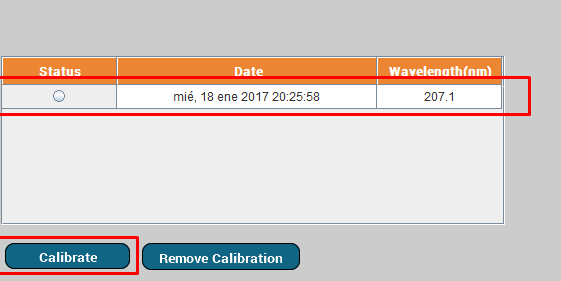 Status Date Wavelength(nm)
mié, 18 ene 2017 20:25:58 207.1
Calibrate Remove Calibration